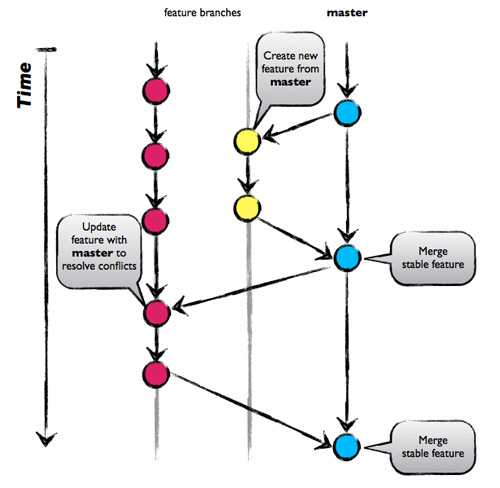 feature branches
master
Time
Create new
feature from
master
Update
feature with
master to
resolve conflicts
Merge
stable feature
Merge
stable feature